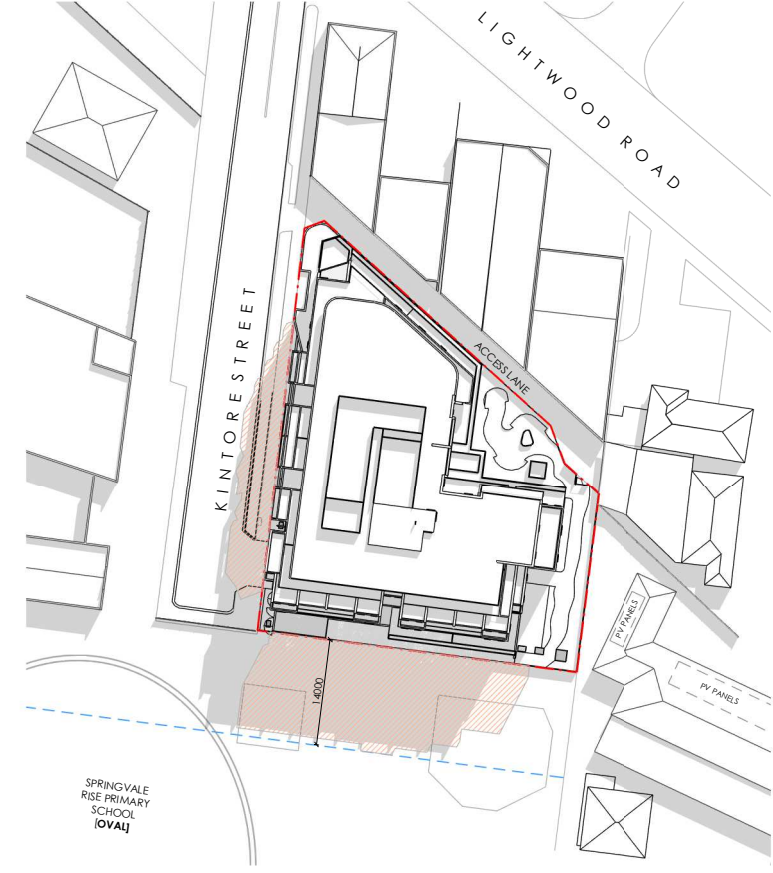 LIGHTWOOD ROAD
KINTORE STREET
ACCESS LANE
PV PANELS
PV PANELS
14000
SPRINGVALE
RISE PRIMARY
SCHOOL
[OVAL]